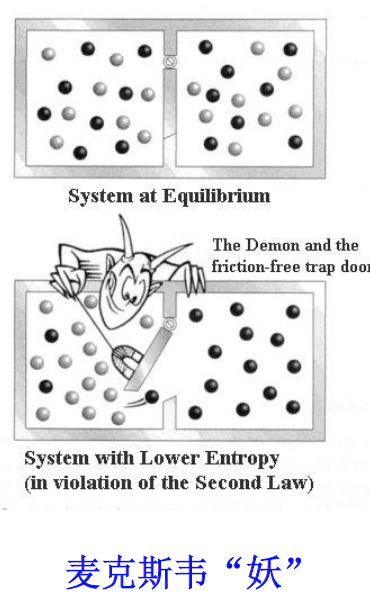 System at Equilibrium
The Demon and the
friction-free trap door
System with Lower Entropy
(in violation of the Second Law)
麦克斯韦“妖”